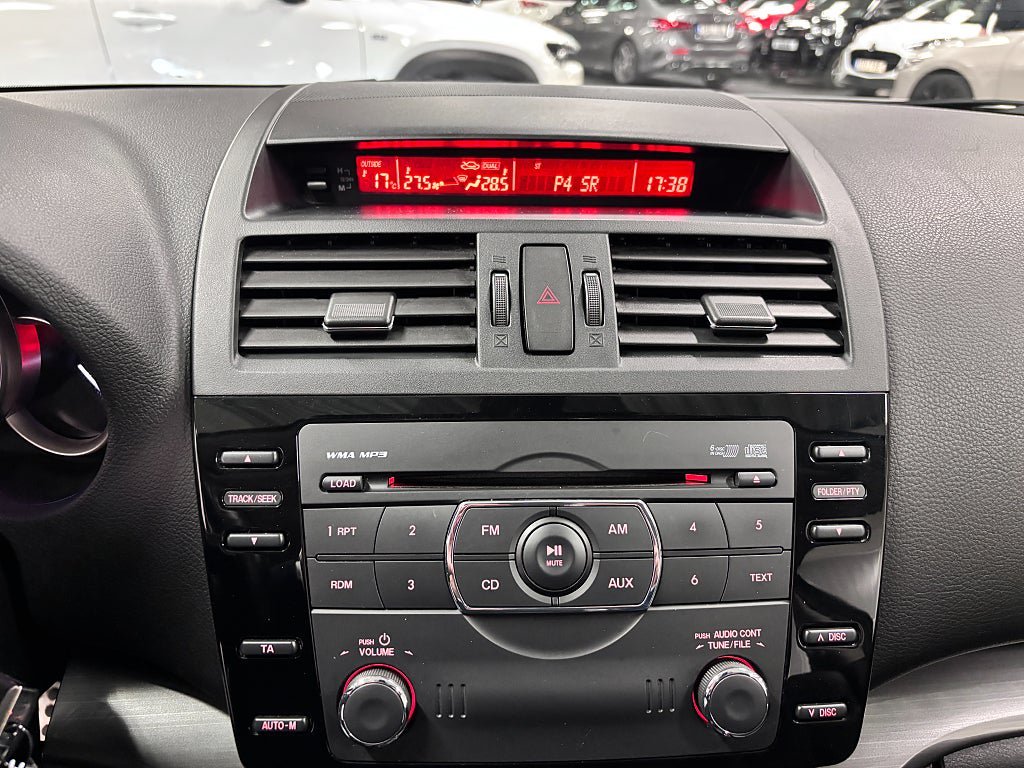 OUTSIDE
17°C
27.5
DUAL
28.5
ST
P4 SR
17:38
H
M
WMA MP3
LOAD
TRACK/SEEK
FOLDER/PTY
1 RPT
2
FM
AM
4
5
MUTE
RDM
3
CD
AUX
6
TEXT
PUSH
VOLUME
PUSH AUDIO CONT
TUNE/FILE
TA
AUTO-M
∧ DISC
∨ DISC